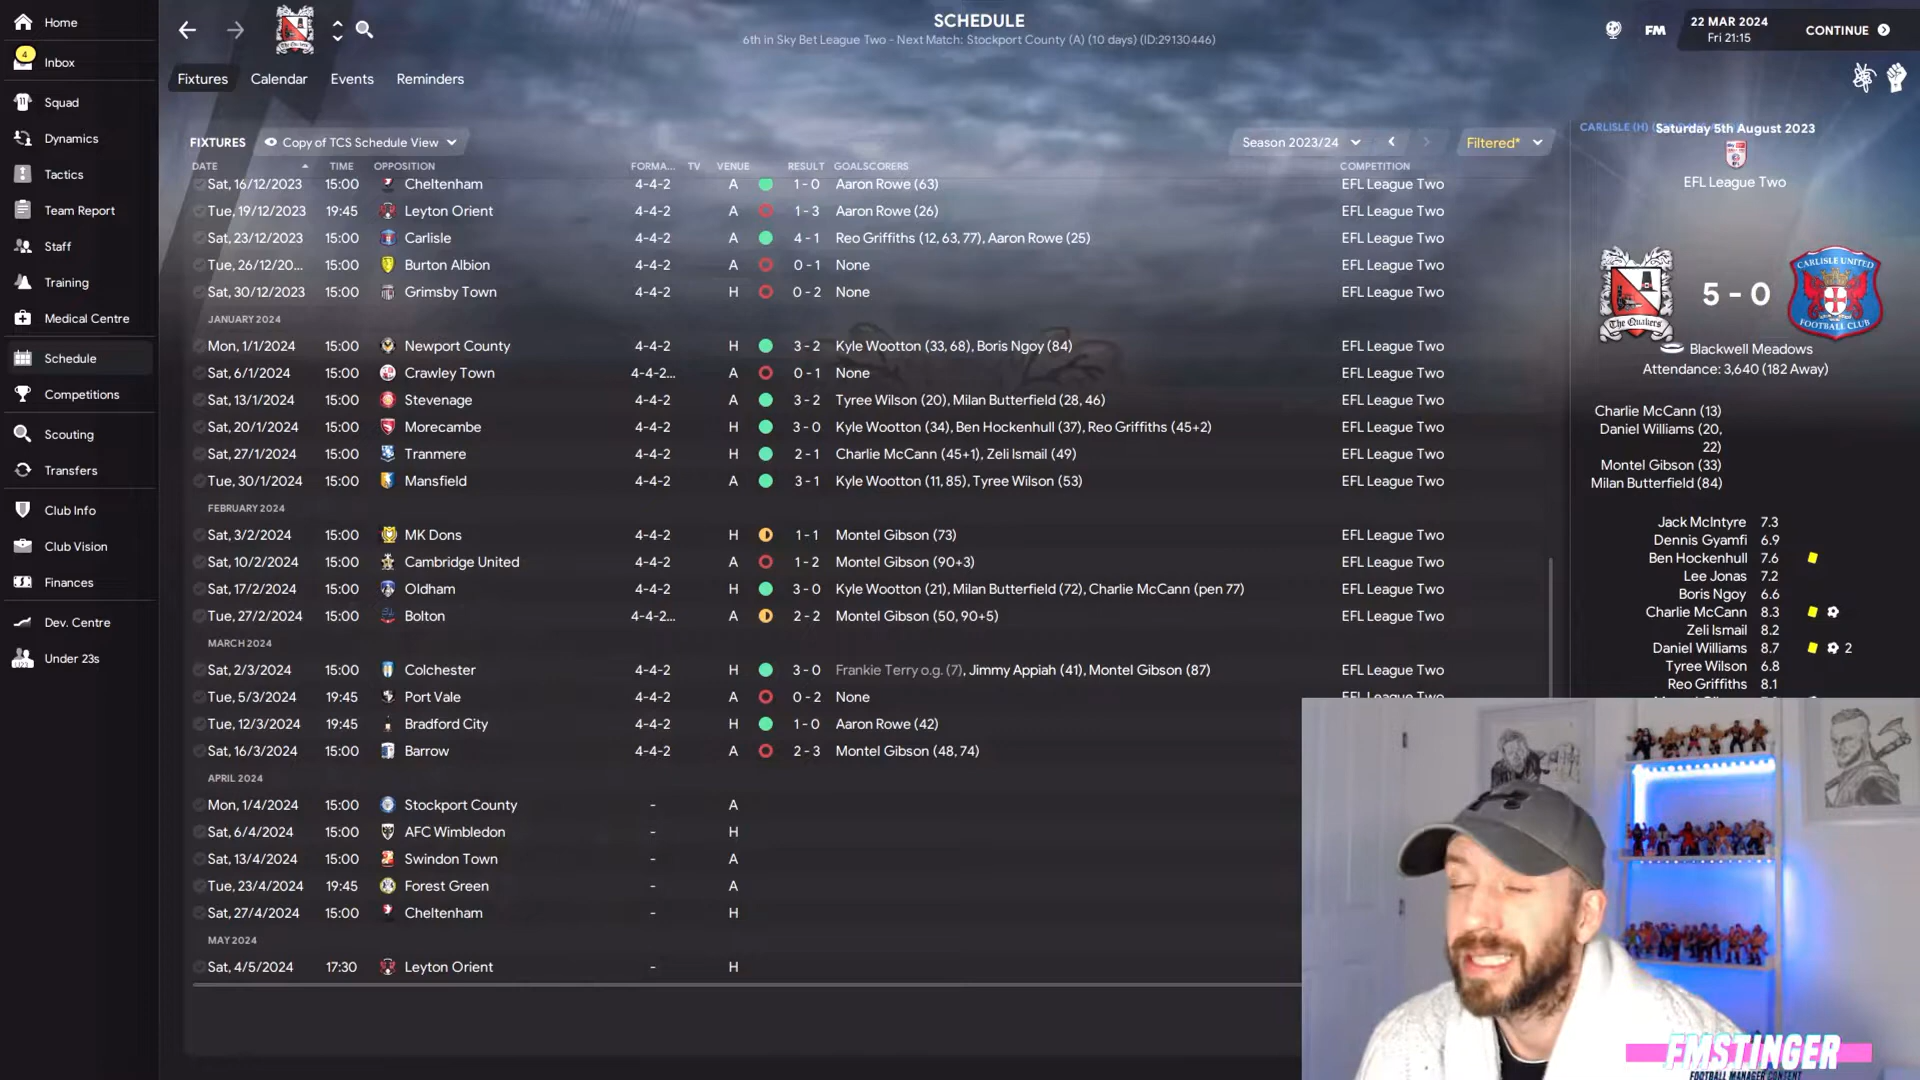 Home
SCHEDULE
6th in Sky Bet League Two - Next Match: Stockport County (A) (10 days) (ID:29130446)
FM
22 MAR 2024
Fri 21:15
CONTINUE
4
Inbox
Squad
Dynamics
Tactics
Team Report
Staff
Training
Medical Centre
Schedule
Competitions
Scouting
Transfers
Club Info
Club Vision
Finances
Dev. Centre
Under 23s
Fixtures Calendar Events Reminders
FIXTURES Copy of TCS Schedule View Season 2023/24 Filtered*
DATE TIME OPPOSITION FORMA... TV VENUE RESULT GOALSCORERS COMPETITION
Sat, 16/12/2023 15:00 Cheltenham 4-4-2 A 1 - 0 Aaron Rowe (63) EFL League Two
Tue, 19/12/2023 19:45 Leyton Orient 4-4-2 A 1 - 3 Aaron Rowe (26) EFL League Two
Sat, 23/12/2023 15:00 Carlisle 4-4-2 A 4 - 1 Reo Griffiths (12, 63, 77), Aaron Rowe (25) EFL League Two
Tue, 26/12/20... 15:00 Burton Albion 4-4-2 A 0 - 1 None EFL League Two
Sat, 30/12/2023 15:00 Grimsby Town 4-4-2 H 0 - 2 None EFL League Two
JANUARY 2024
Mon, 1/1/2024 15:00 Newport County 4-4-2 H 3 - 2 Kyle Wootton (33, 68), Boris Ngoy (84) EFL League Two
Sat, 6/1/2024 15:00 Crawley Town 4-4-2... A 0 - 1 None EFL League Two
Sat, 13/1/2024 15:00 Stevenage 4-4-2 A 3 - 2 Tyree Wilson (20), Milan Butterfield (28, 46) EFL League Two
Sat, 20/1/2024 15:00 Morecambe 4-4-2 H 3 - 0 Kyle Wootton (34), Ben Hockenhull (37), Reo Griffiths (45+2) EFL League Two
Sat, 27/1/2024 15:00 Tranmere 4-4-2 H 2 - 1 Charlie McCann (45+1), Zeli Ismail (49) EFL League Two
Tue, 30/1/2024 15:00 Mansfield 4-4-2 A 3 - 1 Kyle Wootton (11, 85), Tyree Wilson (53) EFL League Two
FEBRUARY 2024
Sat, 3/2/2024 15:00 MK Dons 4-4-2 H 1 - 1 Montel Gibson (73) EFL League Two
Sat, 10/2/2024 15:00 Cambridge United 4-4-2 A 1 - 2 Montel Gibson (90+3) EFL League Two
Sat, 17/2/2024 15:00 Oldham 4-4-2 H 3 - 0 Kyle Wootton (21), Milan Butterfield (72), Charlie McCann (pen 77) EFL League Two
Tue, 27/2/2024 15:00 Bolton 4-4-2... A 2 - 2 Montel Gibson (50, 90+5) EFL League Two
MARCH 2024
Sat, 2/3/2024 15:00 Colchester 4-4-2 H 3 - 0 Frankie Terry o.g. (7), Jimmy Appiah (41), Montel Gibson (87) EFL League Two
Tue, 5/3/2024 19:45 Port Vale 4-4-2 A 0 - 2 None EFL League Two
Tue, 12/3/2024 19:45 Bradford City 4-4-2 H 1 - 0 Aaron Rowe (42)
Sat, 16/3/2024 15:00 Barrow 4-4-2 A 2 - 3 Montel Gibson (48, 74)
APRIL 2024
Mon, 1/4/2024 15:00 Stockport County - A
Sat, 6/4/2024 15:00 AFC Wimbledon - H
Sat, 13/4/2024 15:00 Swindon Town - A
Tue, 23/4/2024 19:45 Forest Green - A
Sat, 27/4/2024 15:00 Cheltenham - H
MAY 2024
Sat, 4/5/2024 17:30 Leyton Orient - H
CARLISLE (H)
Saturday 5th August 2023
EFL League Two
The Quakers
5 - 0
CARLISLE UNITED
FOOTBALL CLUB
Blackwell Meadows
Attendance: 3,640 (182 Away)
Charlie McCann (13)
Daniel Williams (20,
22)
Montel Gibson (33)
Milan Butterfield (84)
Jack McIntyre 7.3
Dennis Gyamfi 6.9
Ben Hockenhull 7.6
Lee Jonas 7.2
Boris Ngoy 6.6
Charlie McCann 8.3
Zeli Ismail 8.2
Daniel Williams 8.7 2
Tyree Wilson 6.8
Reo Griffiths 8.1
FMSTINGER
FOOTBALL MANAGER CONTENT